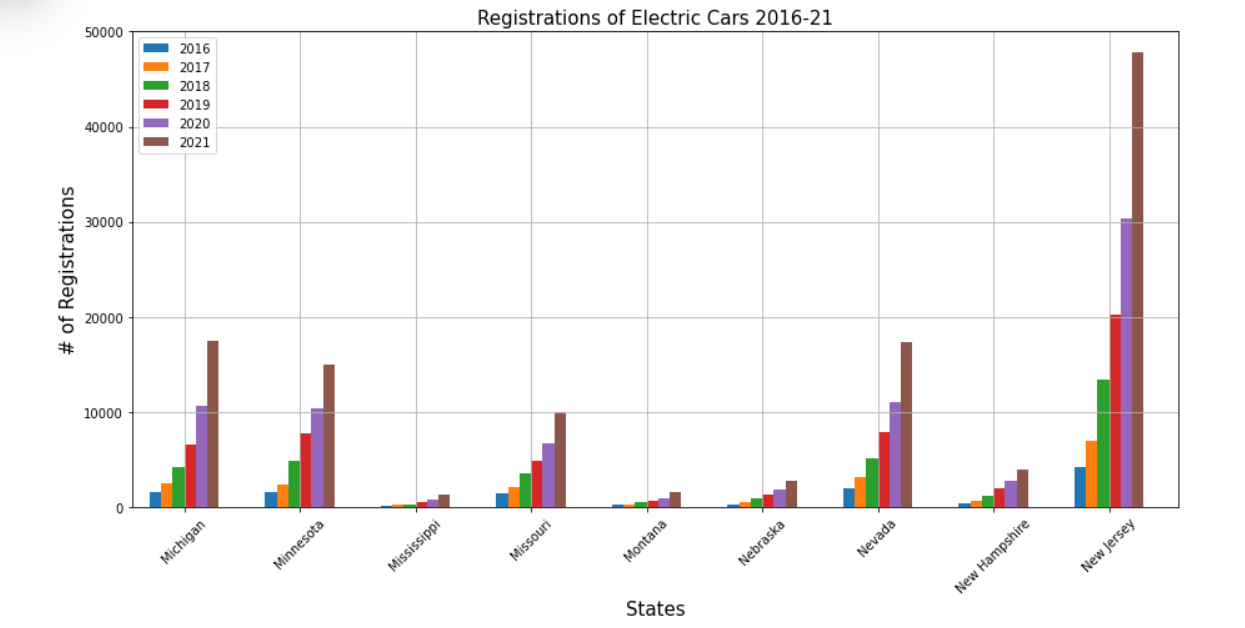 Registrations of Electric Cars 2016-21
50000
40000
30000
20000
10000
0
# of Registrations
2016
2017
2018
2019
2020
2021
Michigan
Minnesota
Mississippi
Missouri
Montana
Nebraska
Nevada
New Hampshire
New Jersey
States